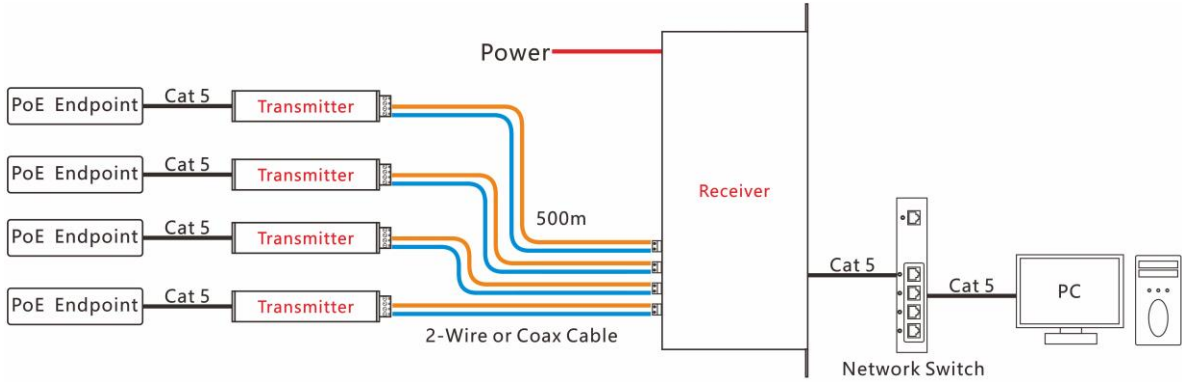 Power
PoE Endpoint Cat 5 Transmitter
PoE Endpoint Cat 5 Transmitter
Receiver
500m
PoE Endpoint Cat 5 Transmitter
Cat 5
Cat 5 PC
PoE Endpoint Cat 5 Transmitter
2-Wire or Coax Cable
Network Switch